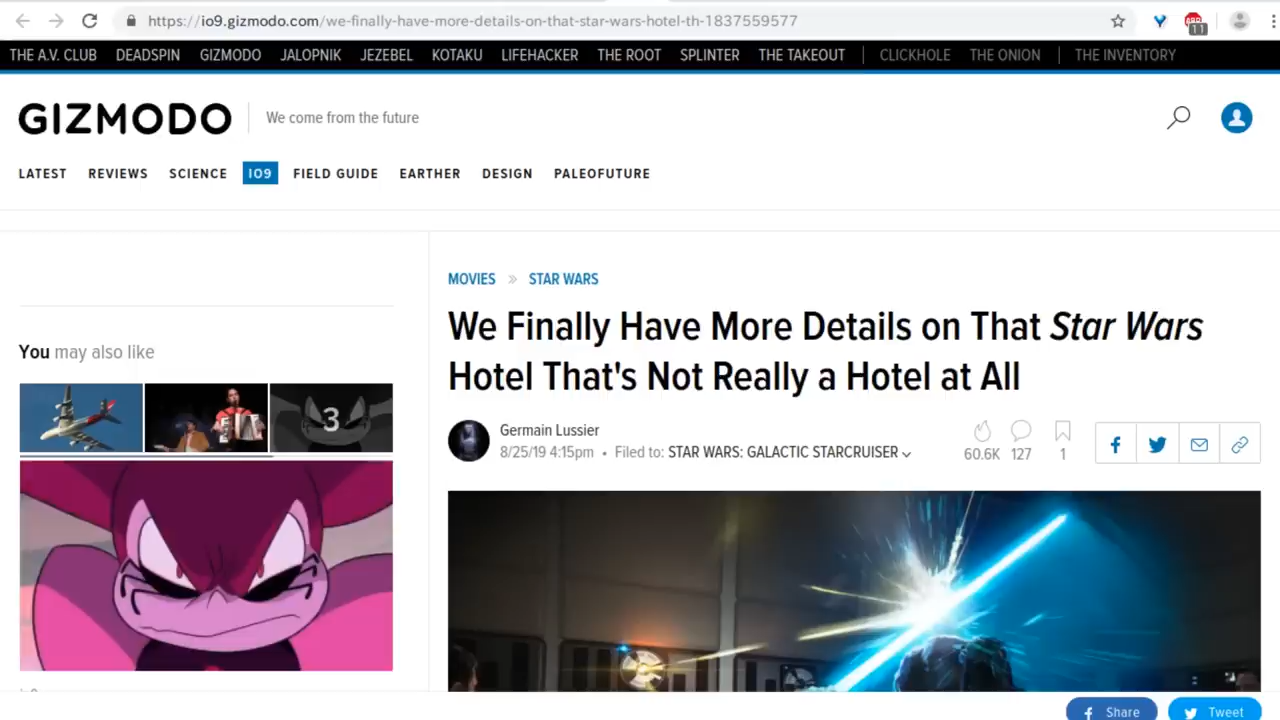 https://io9.gizmodo.com/we-finally-have-more-details-on-that-star-wars-hotel-th-1837559577
11
THE A.V. CLUB DEADSPIN GIZMODO JALOPNIK JEZEBEL KOTAKU LIFEHACKER THE ROOT SPLINTER THE TAKEOUT CLICKHOLE THE ONION THE INVENTORY
GIZMODO We come from the future
LATEST REVIEWS SCIENCE IO9 FIELD GUIDE EARTHER DESIGN PALEOFUTURE
You may also like
3
MOVIES » STAR WARS
We Finally Have More Details on That Star Wars
Hotel That's Not Really a Hotel at All
Germain Lussier
8/25/19 4:15pm • Filed to: STAR WARS: GALACTIC STARCRUISER
60.6K 127 1
Share Tweet